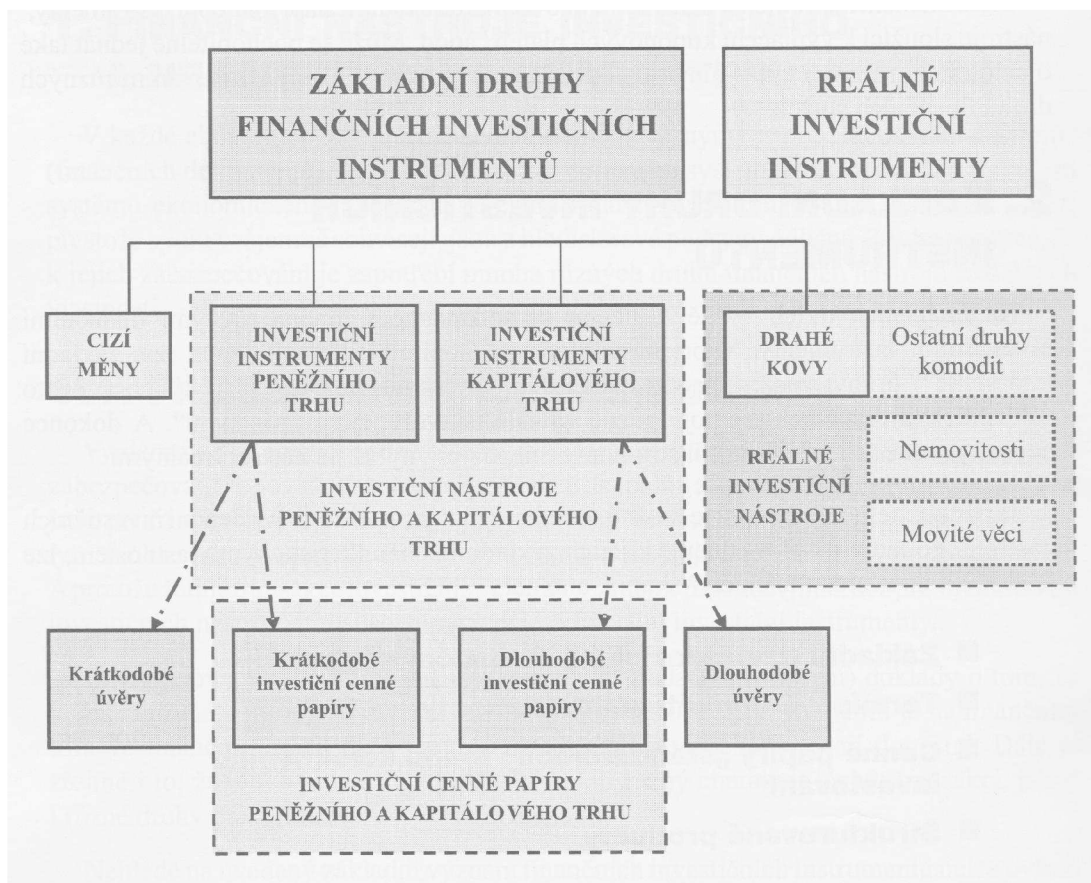 ZÁKLADNÍ DRUHY
FINANČNÍCH INVESTIČNÍCH
INSTRUMENTŮ
REÁLNÉ
INVESTIČNÍ
INSTRUMENTY
CIZÍ
MĚNY
INVESTIČNÍ
INSTRUMENTY
PENĚŽNÍHO
TRHU
INVESTIČNÍ
INSTRUMENTY
KAPITÁLOVÉHO
TRHU
DRAHÉ
KOVY
Ostatní druhy
komodit
REÁLNÉ
INVESTIČNÍ
NÁSTROJE
Nemovitosti
Movité věci
INVESTIČNÍ NÁSTROJE
PENĚŽNÍHO A KAPITÁLOVÉHO
TRHU
Krátkodobé
úvěry
Krátkodobé
investiční cenné
papíry
Dlouhodobé
investiční cenné
papíry
Dlouhodobé
úvěry
INVESTIČNÍ CENNÉ PAPÍRY
PENĚŽNÍHO A KAPITÁLOVÉHO TRHU